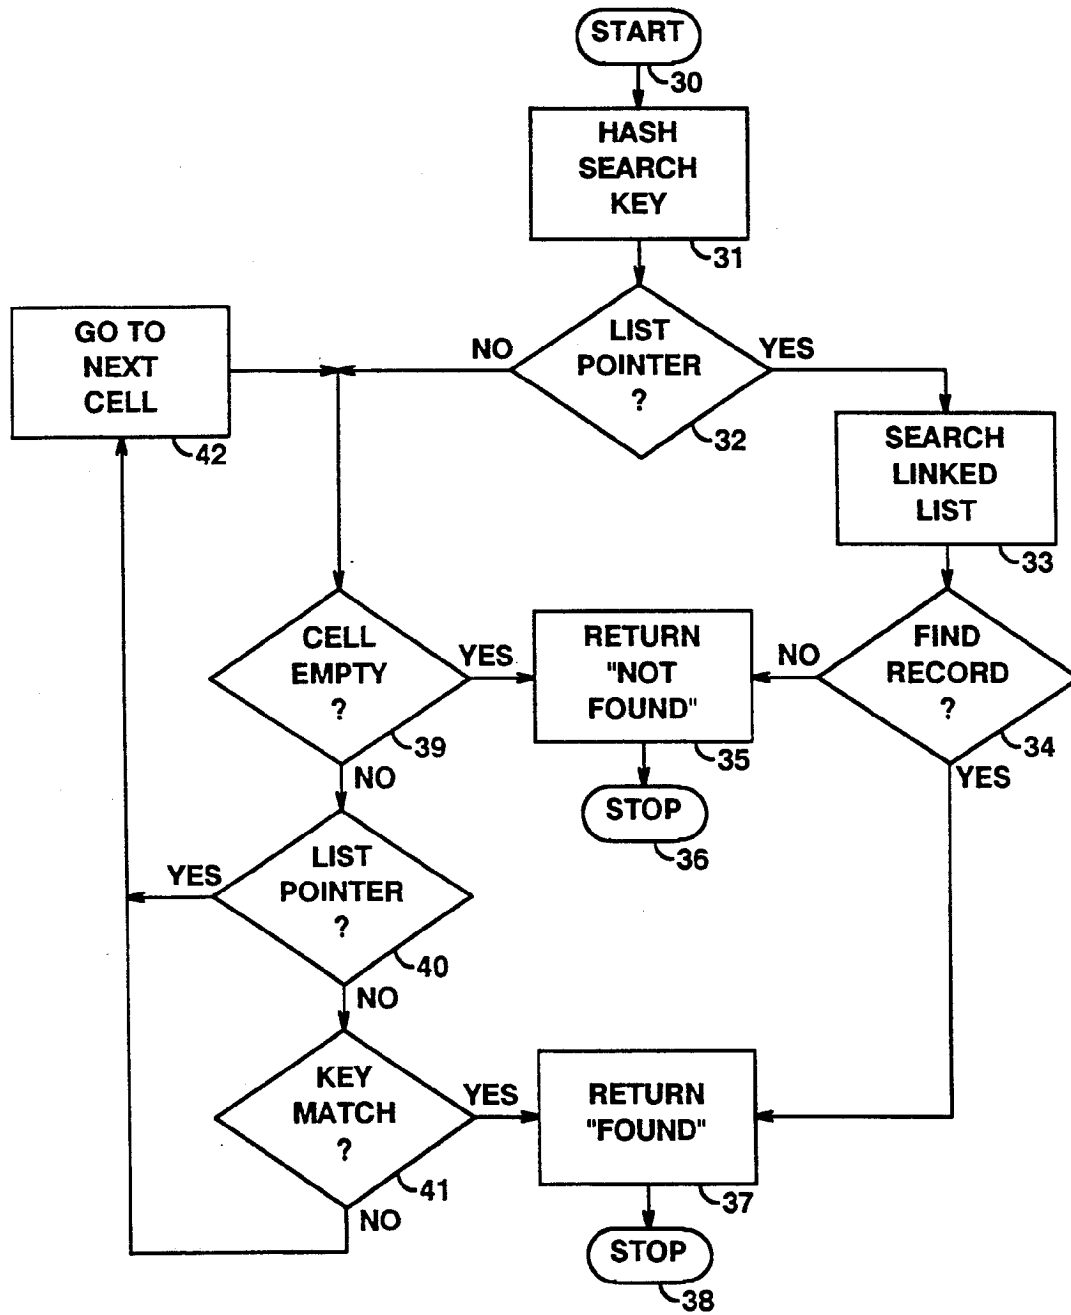 START
30
HASH
SEARCH
KEY
31
LIST
POINTER
?
32
NO
YES
GO TO
NEXT
CELL
42
SEARCH
LINKED
LIST
33
CELL
EMPTY
?
39
YES
NO
RETURN
"NOT
FOUND"
35
STOP
36
FIND
RECORD
?
34
NO
YES
LIST
POINTER
?
40
YES
NO
KEY
MATCH
?
41
YES
NO
RETURN
"FOUND"
37
STOP
38